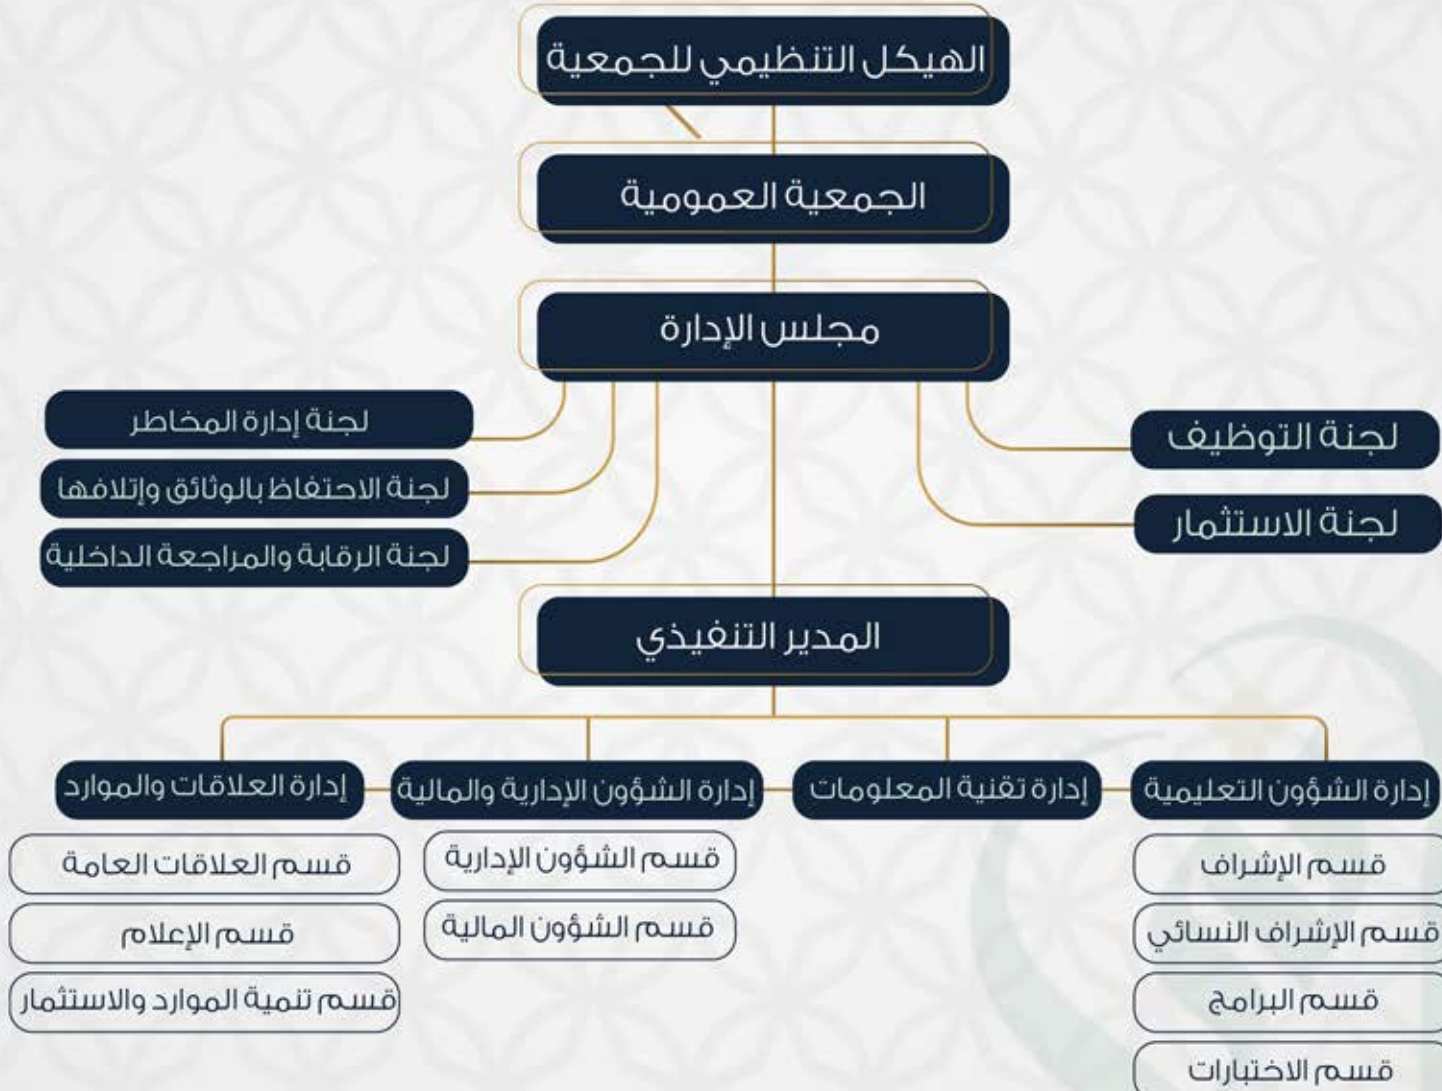 الهيكل التنظيمي للجمعية
الجمعية العمومية
مجلس الإدارة
لجنة التوظيف
لجنة الاستثمار
لجنة إدارة المخاطر
لجنة الاحتفاظ بالوثائق وإتلافها
لجنة الرقابة والمراجعة الداخلية
المدير التنفيذي
إدارة الشؤون التعليمية
إدارة تقنية المعلومات
إدارة الشؤون الإدارية والمالية
إدارة العلاقات والموارد
قسم الإشراف
قسم الإشراف النسائي
قسم البرامج
قسم الاختبارات
قسم الشؤون الإدارية
قسم الشؤون المالية
قسم العلاقات العامة
قسم الإعلام
قسم تنمية الموارد والاستثمار